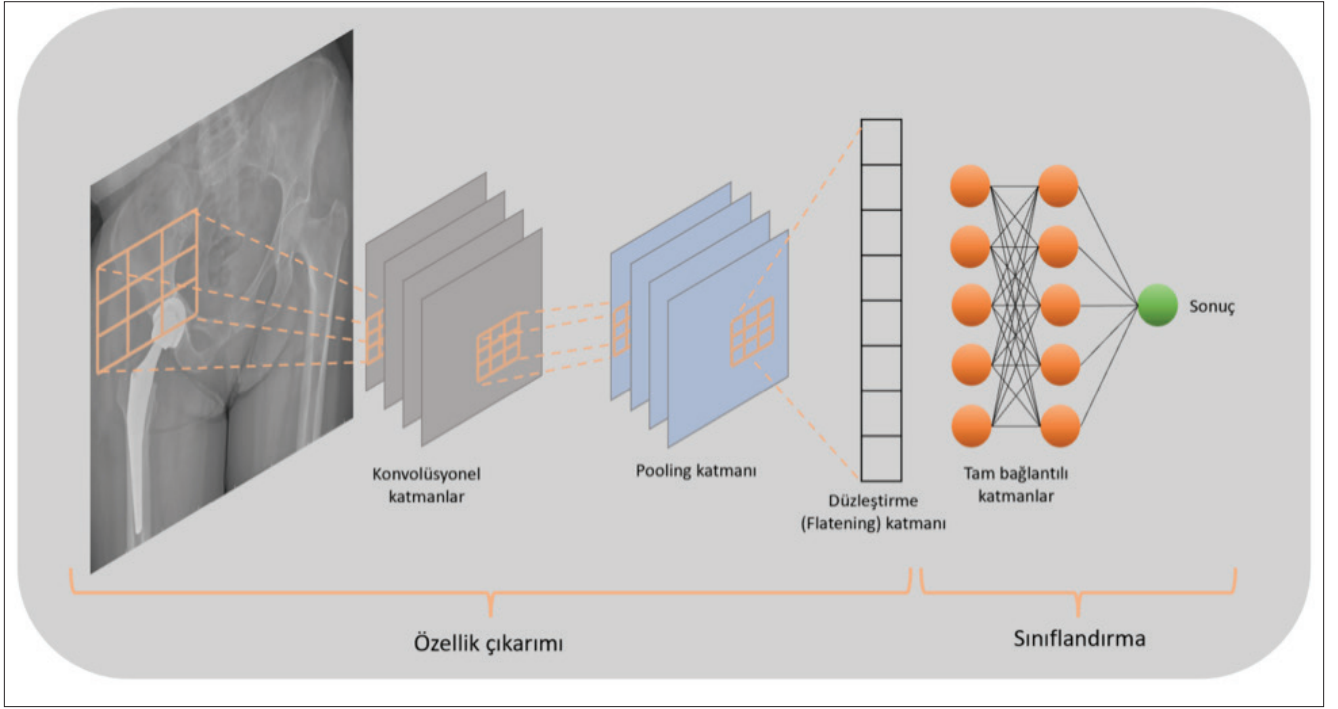 Sonuç
Konvolüsyonel
katmanlar
Pooling katmanı
Düzleştirme
(Flatening) katmanı
Tam bağlantılı
katmanlar
Özellik çıkarımı
Sınıflandırma